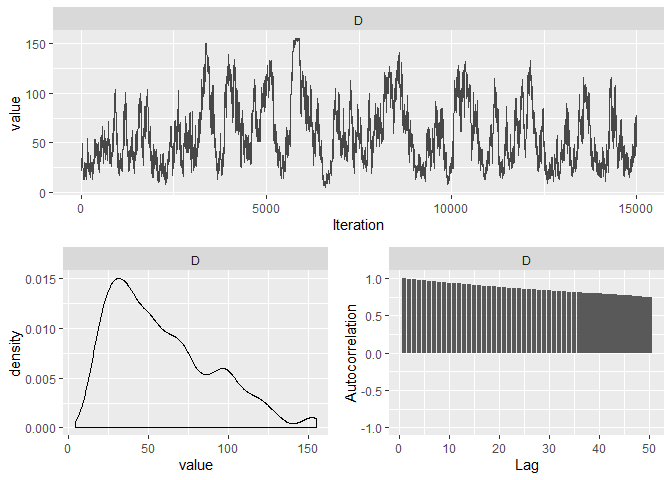 D
150
100
50
0
value
0 5000 10000 15000
Iteration
D
0.015
0.010
0.005
0.000
density
0 50 100 150
value
D
1.0
0.5
0.0
-0.5
-1.0
Autocorrelation
0 10 20 30 40 50
Lag